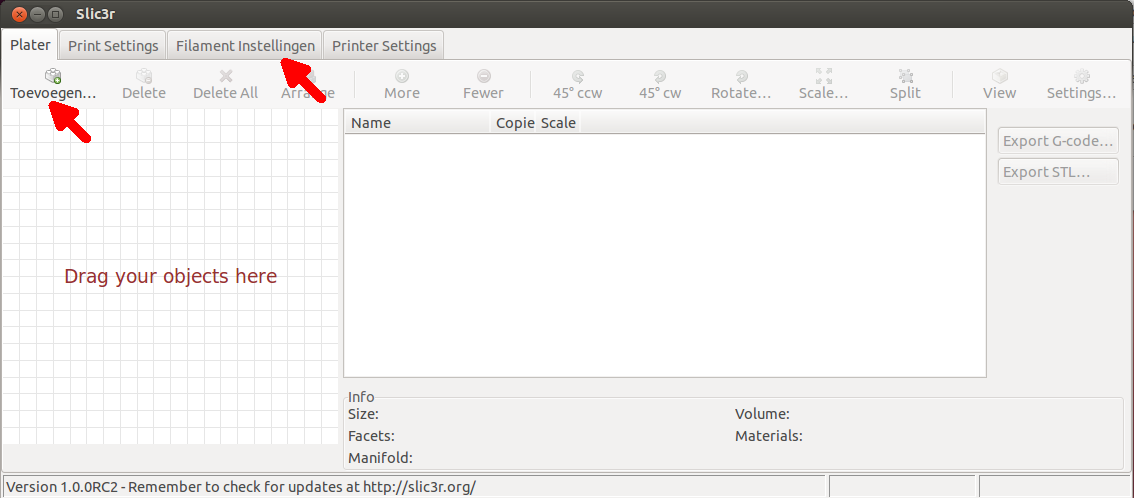 Slic3r
Plater Print Settings Filament Instellingen Printer Settings
Toevoegen... Delete Delete All Arrange More Fewer 45° ccw 45° cw Rotate... Scale... Split View Settings...
Name Copie Scale
Export G-code...
Export STL...
Drag your objects here
Info
Size: Volume:
Facets: Materials:
Manifold:
Version 1.0.0RC2 - Remember to check for updates at http://slic3r.org/